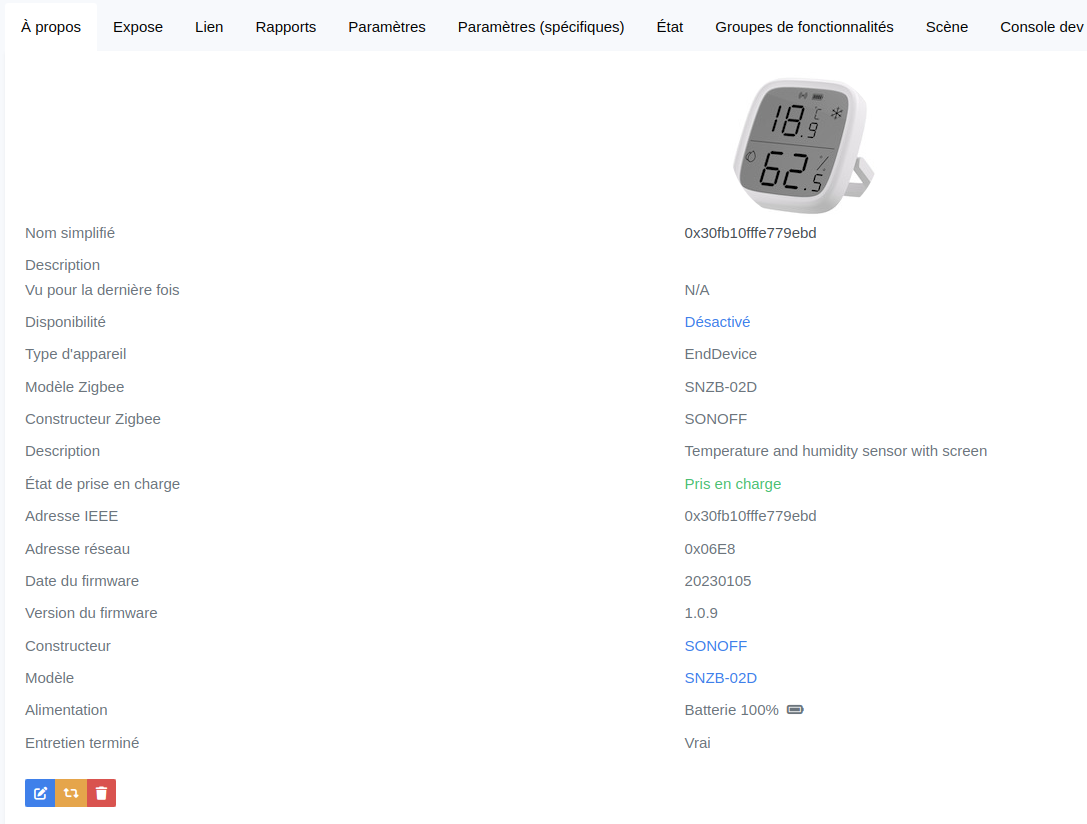 À propos Expose Lien Rapports Paramètres Paramètres (spécifiques) État Groupes de fonctionnalités Scène Console dev
18.9 °C
62.5 %
Nom simplifié 0x30fb10fffe779ebd
Description
Vu pour la dernière fois N/A
Disponibilité Désactivé
Type d'appareil EndDevice
Modèle Zigbee SNZB-02D
Constructeur Zigbee SONOFF
Description Temperature and humidity sensor with screen
État de prise en charge Pris en charge
Adresse IEEE 0x30fb10fffe779ebd
Adresse réseau 0x06E8
Date du firmware 20230105
Version du firmware 1.0.9
Constructeur SONOFF
Modèle SNZB-02D
Alimentation Batterie 100%
Entretien terminé Vrai